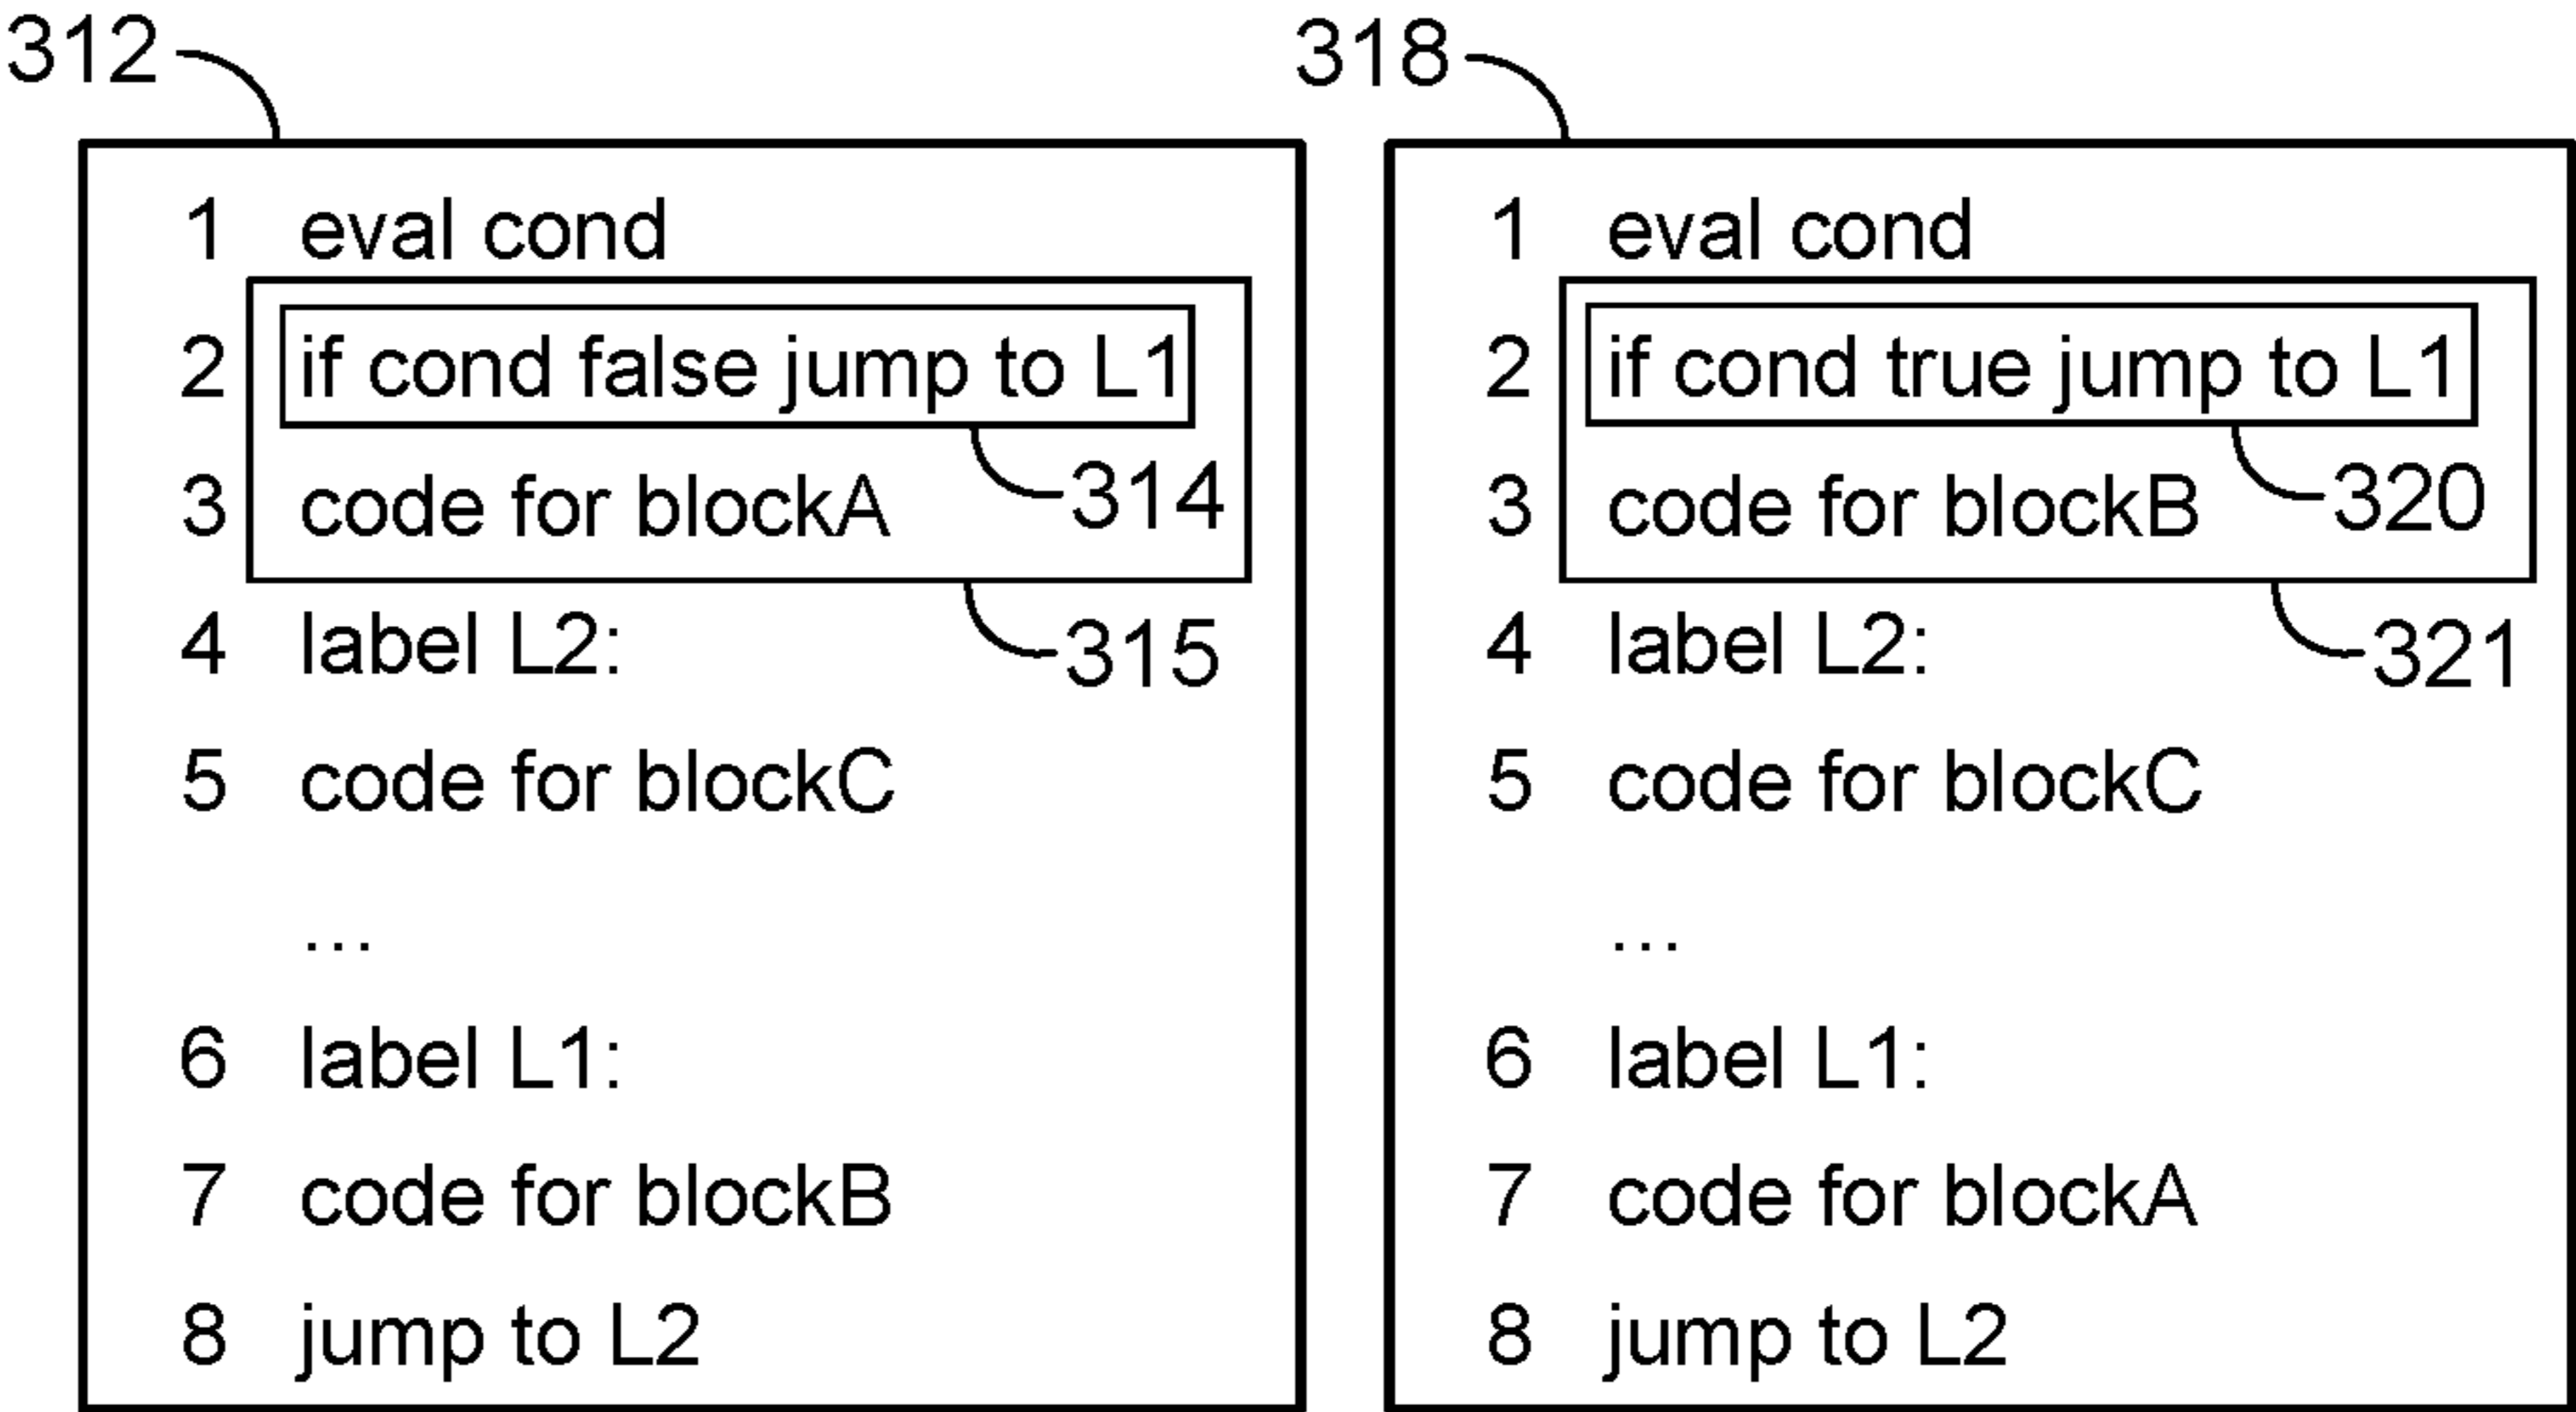 312
1 eval cond
2 if cond false jump to L1
314
3 code for blockA
315
4 label L2:
5 code for blockC
...
6 label L1:
7 code for blockB
8 jump to L2
318
1 eval cond
2 if cond true jump to L1
320
3 code for blockB
321
4 label L2:
5 code for blockC
...
6 label L1:
7 code for blockA
8 jump to L2